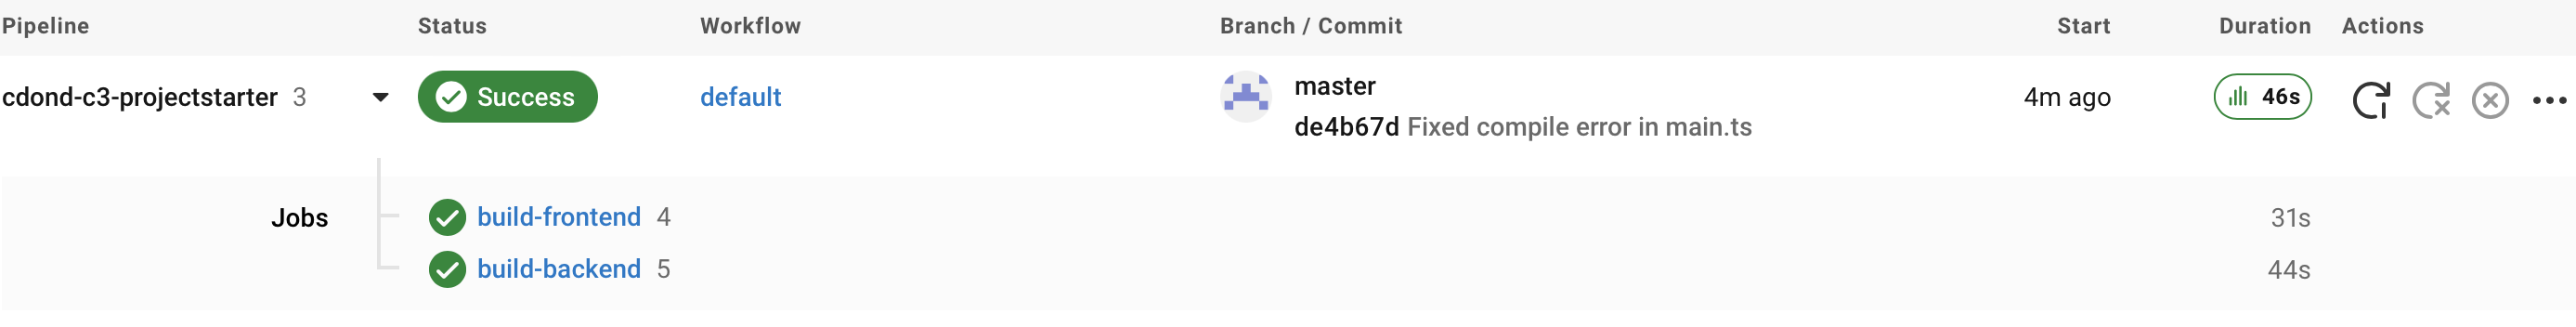 Pipeline Status Workflow Branch / Commit Start Duration Actions
cdond-c3-projectstarter 3 Success default master 4m ago 46s
de4b67d Fixed compile error in main.ts
Jobs build-frontend 4 31s
build-backend 5 44s